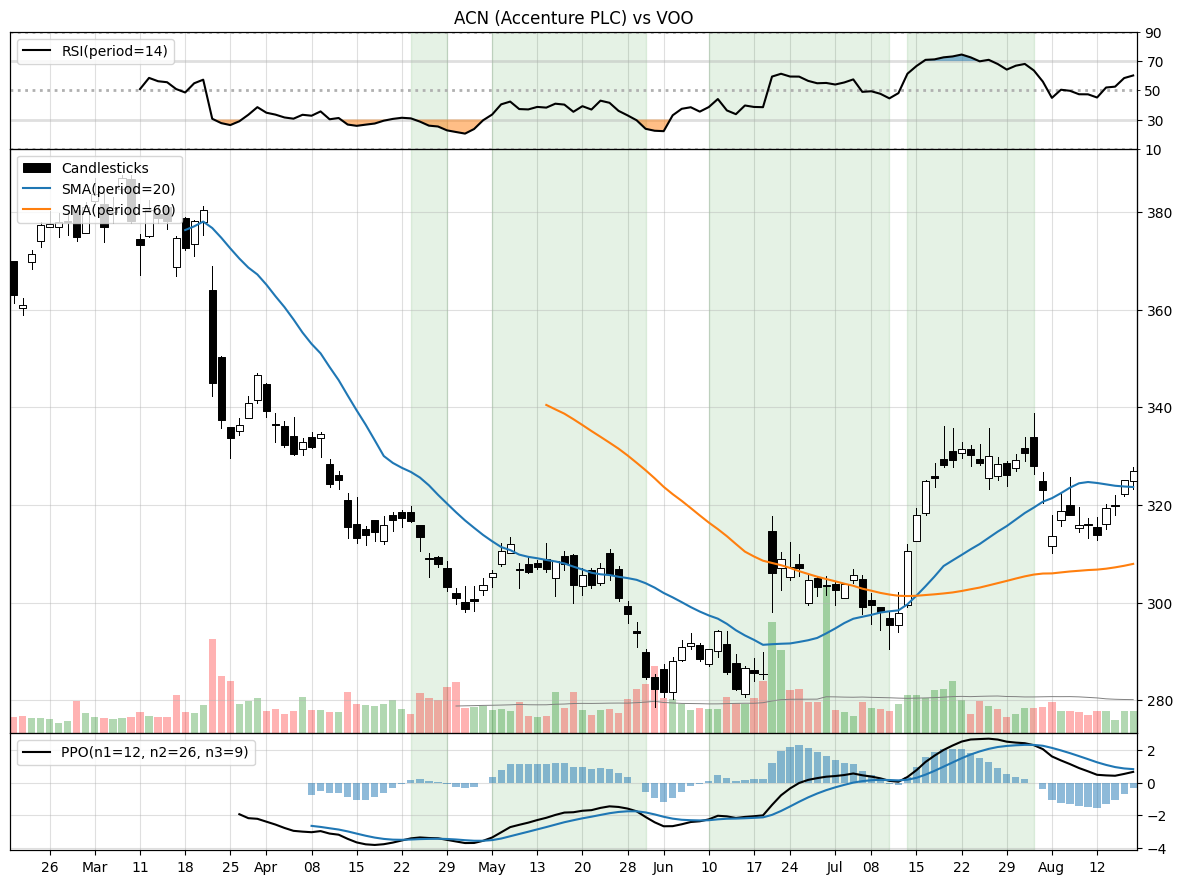 ACN (Accenture PLC) vs VOO
RSI(period=14)
90
70
50
30
10
Candlesticks
SMA(period=20)
SMA(period=60)
380
360
340
320
300
280
PPO(n1=12, n2=26, n3=9)
2
0
−2
−4
26 Mar 11 18 25 Apr 08 15 22 29 May 13 20 28 Jun 10 17 24 Jul 08 15 22 29 Aug 12